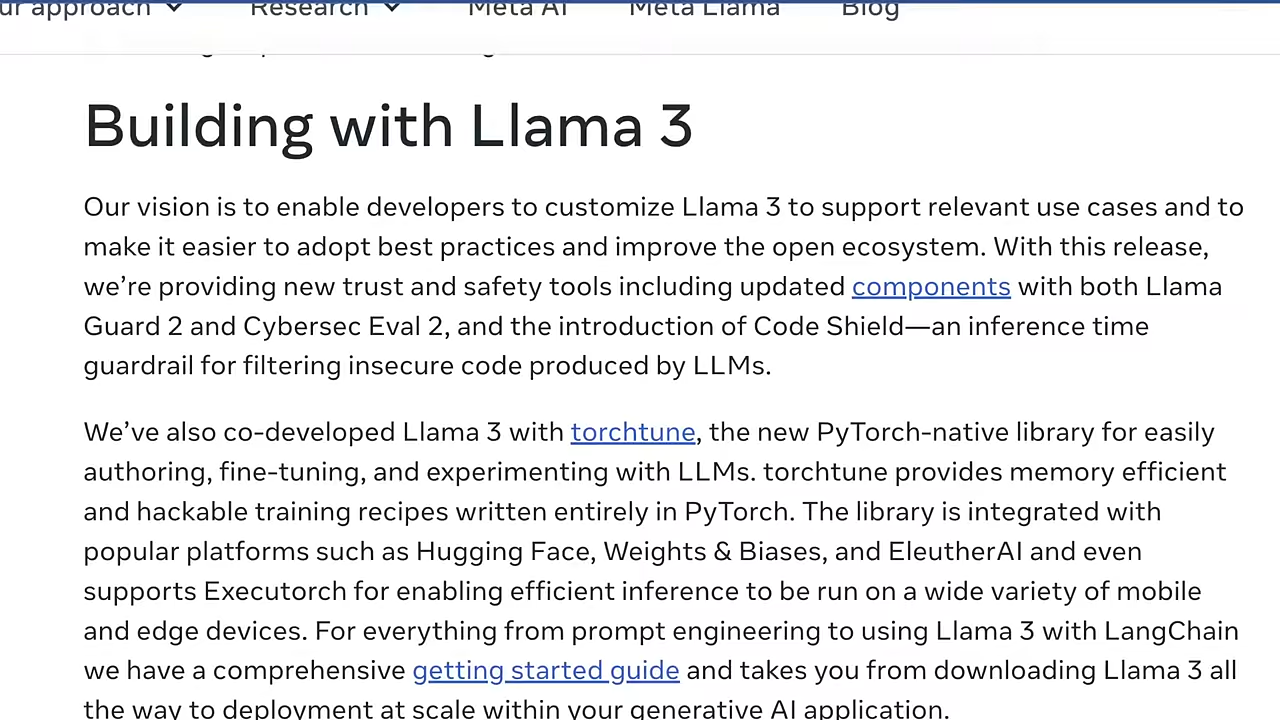 ur approach Research Meta AI Meta Llama Blog
Building with Llama 3
Our vision is to enable developers to customize Llama 3 to support relevant use cases and to
make it easier to adopt best practices and improve the open ecosystem. With this release,
we’re providing new trust and safety tools including updated components with both Llama
Guard 2 and Cybersec Eval 2, and the introduction of Code Shield—an inference time
guardrail for filtering insecure code produced by LLMs.
We’ve also co-developed Llama 3 with torchtune, the new PyTorch-native library for easily
authoring, fine-tuning, and experimenting with LLMs. torchtune provides memory efficient
and hackable training recipes written entirely in PyTorch. The library is integrated with
popular platforms such as Hugging Face, Weights & Biases, and EleutherAI and even
supports Executorch for enabling efficient inference to be run on a wide variety of mobile
and edge devices. For everything from prompt engineering to using Llama 3 with LangChain
we have a comprehensive getting started guide and takes you from downloading Llama 3 all
the way to deployment at scale within your generative AI application.